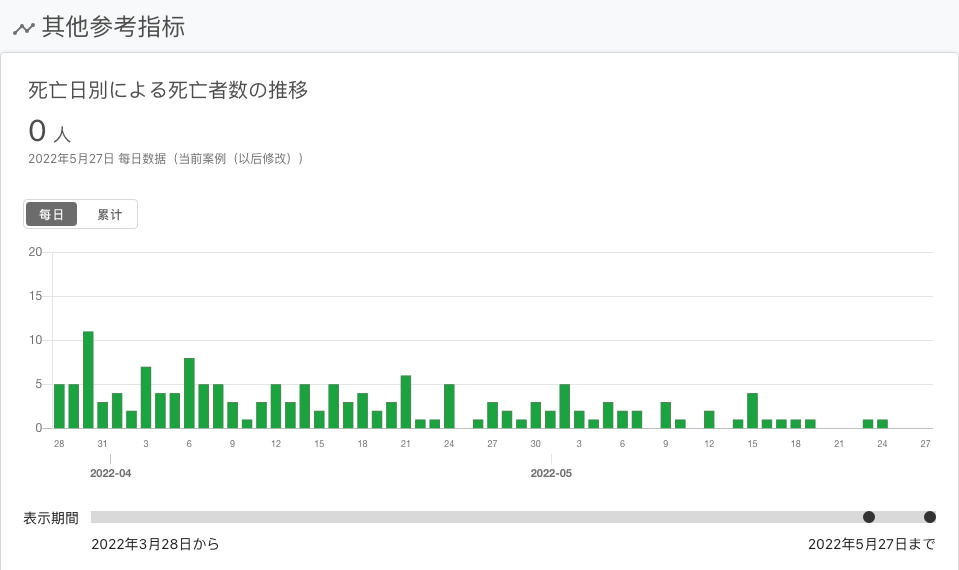 其他参考指标
死亡日別による死亡者数の推移
0 人
2022年5月27日 每日数据（当前案例（以后修改））
每日 累计
20
15
10
5
0
28 31 3 6 9 12 15 18 21 24 27 30 3 6 9 12 15 18 21 24 27
2022-04 2022-05
表示期間
2022年3月28日から 2022年5月27日まで